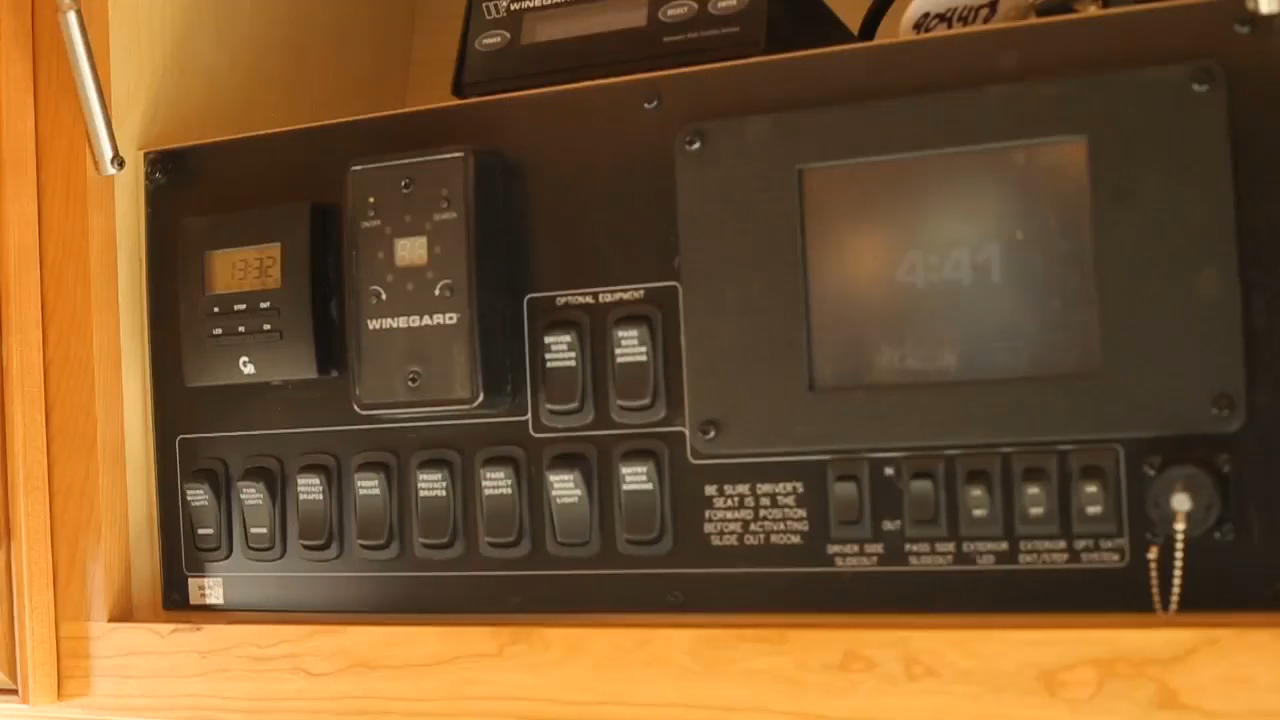 WINEGARD
SELECT
ENTER
POWER
904478
13:32
IN STOP OUT
LED P2 CH
ON/OFF
SEARCH
WINEGARD
OPTIONAL EQUIPMENT
DRIVER
SIDE
WINDOW
AWNING
PASS
SIDE
WINDOW
AWNING
4:41
SECURITY
LIGHTS
PASS
SECURITY
LIGHTS
DRIVER
PRIVACY
DRAPES
FRONT
SHADE
FRONT
PRIVACY
DRAPES
PASS
PRIVACY
DRAPES
ENTRY
DOOR
AWNING
LIGHT
ENTRY
DOOR
AWNING
BE SURE DRIVER'S
SEAT IS IN THE
FORWARD POSITION
BEFORE ACTIVATING
SLIDE OUT ROOM.
IN
OUT
DRIVER SIDE
SLIDEOUT
PASS SIDE
SLIDEOUT
EXTERIOR
LED
EXTERIOR
ENT/STOP
OPT. SAT
SYSTEM